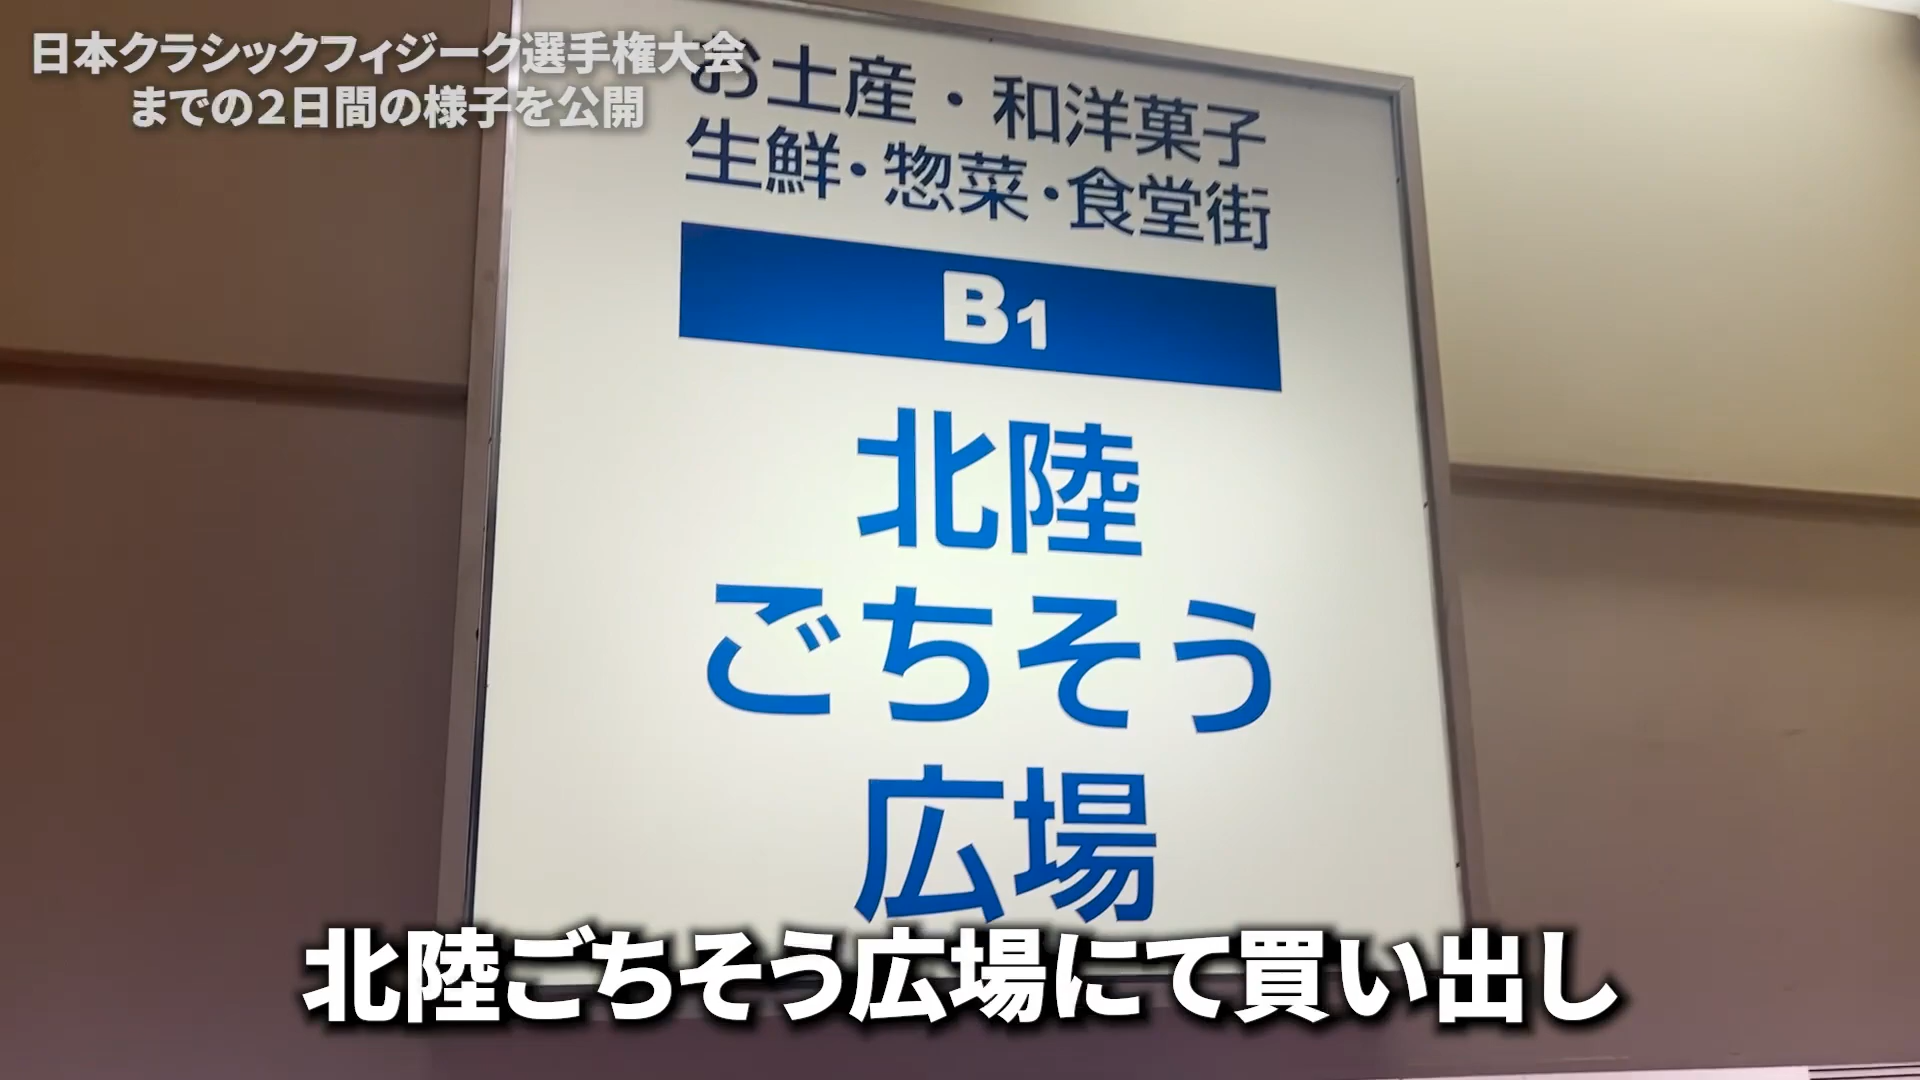 日本クラシックフィジーク選手権大会
までの2日間の様子を公開
お土産・和洋菓子
生鮮・惣菜・食堂街
B1
北陸
ごちそう
広場
北陸ごちそう広場にて買い出し